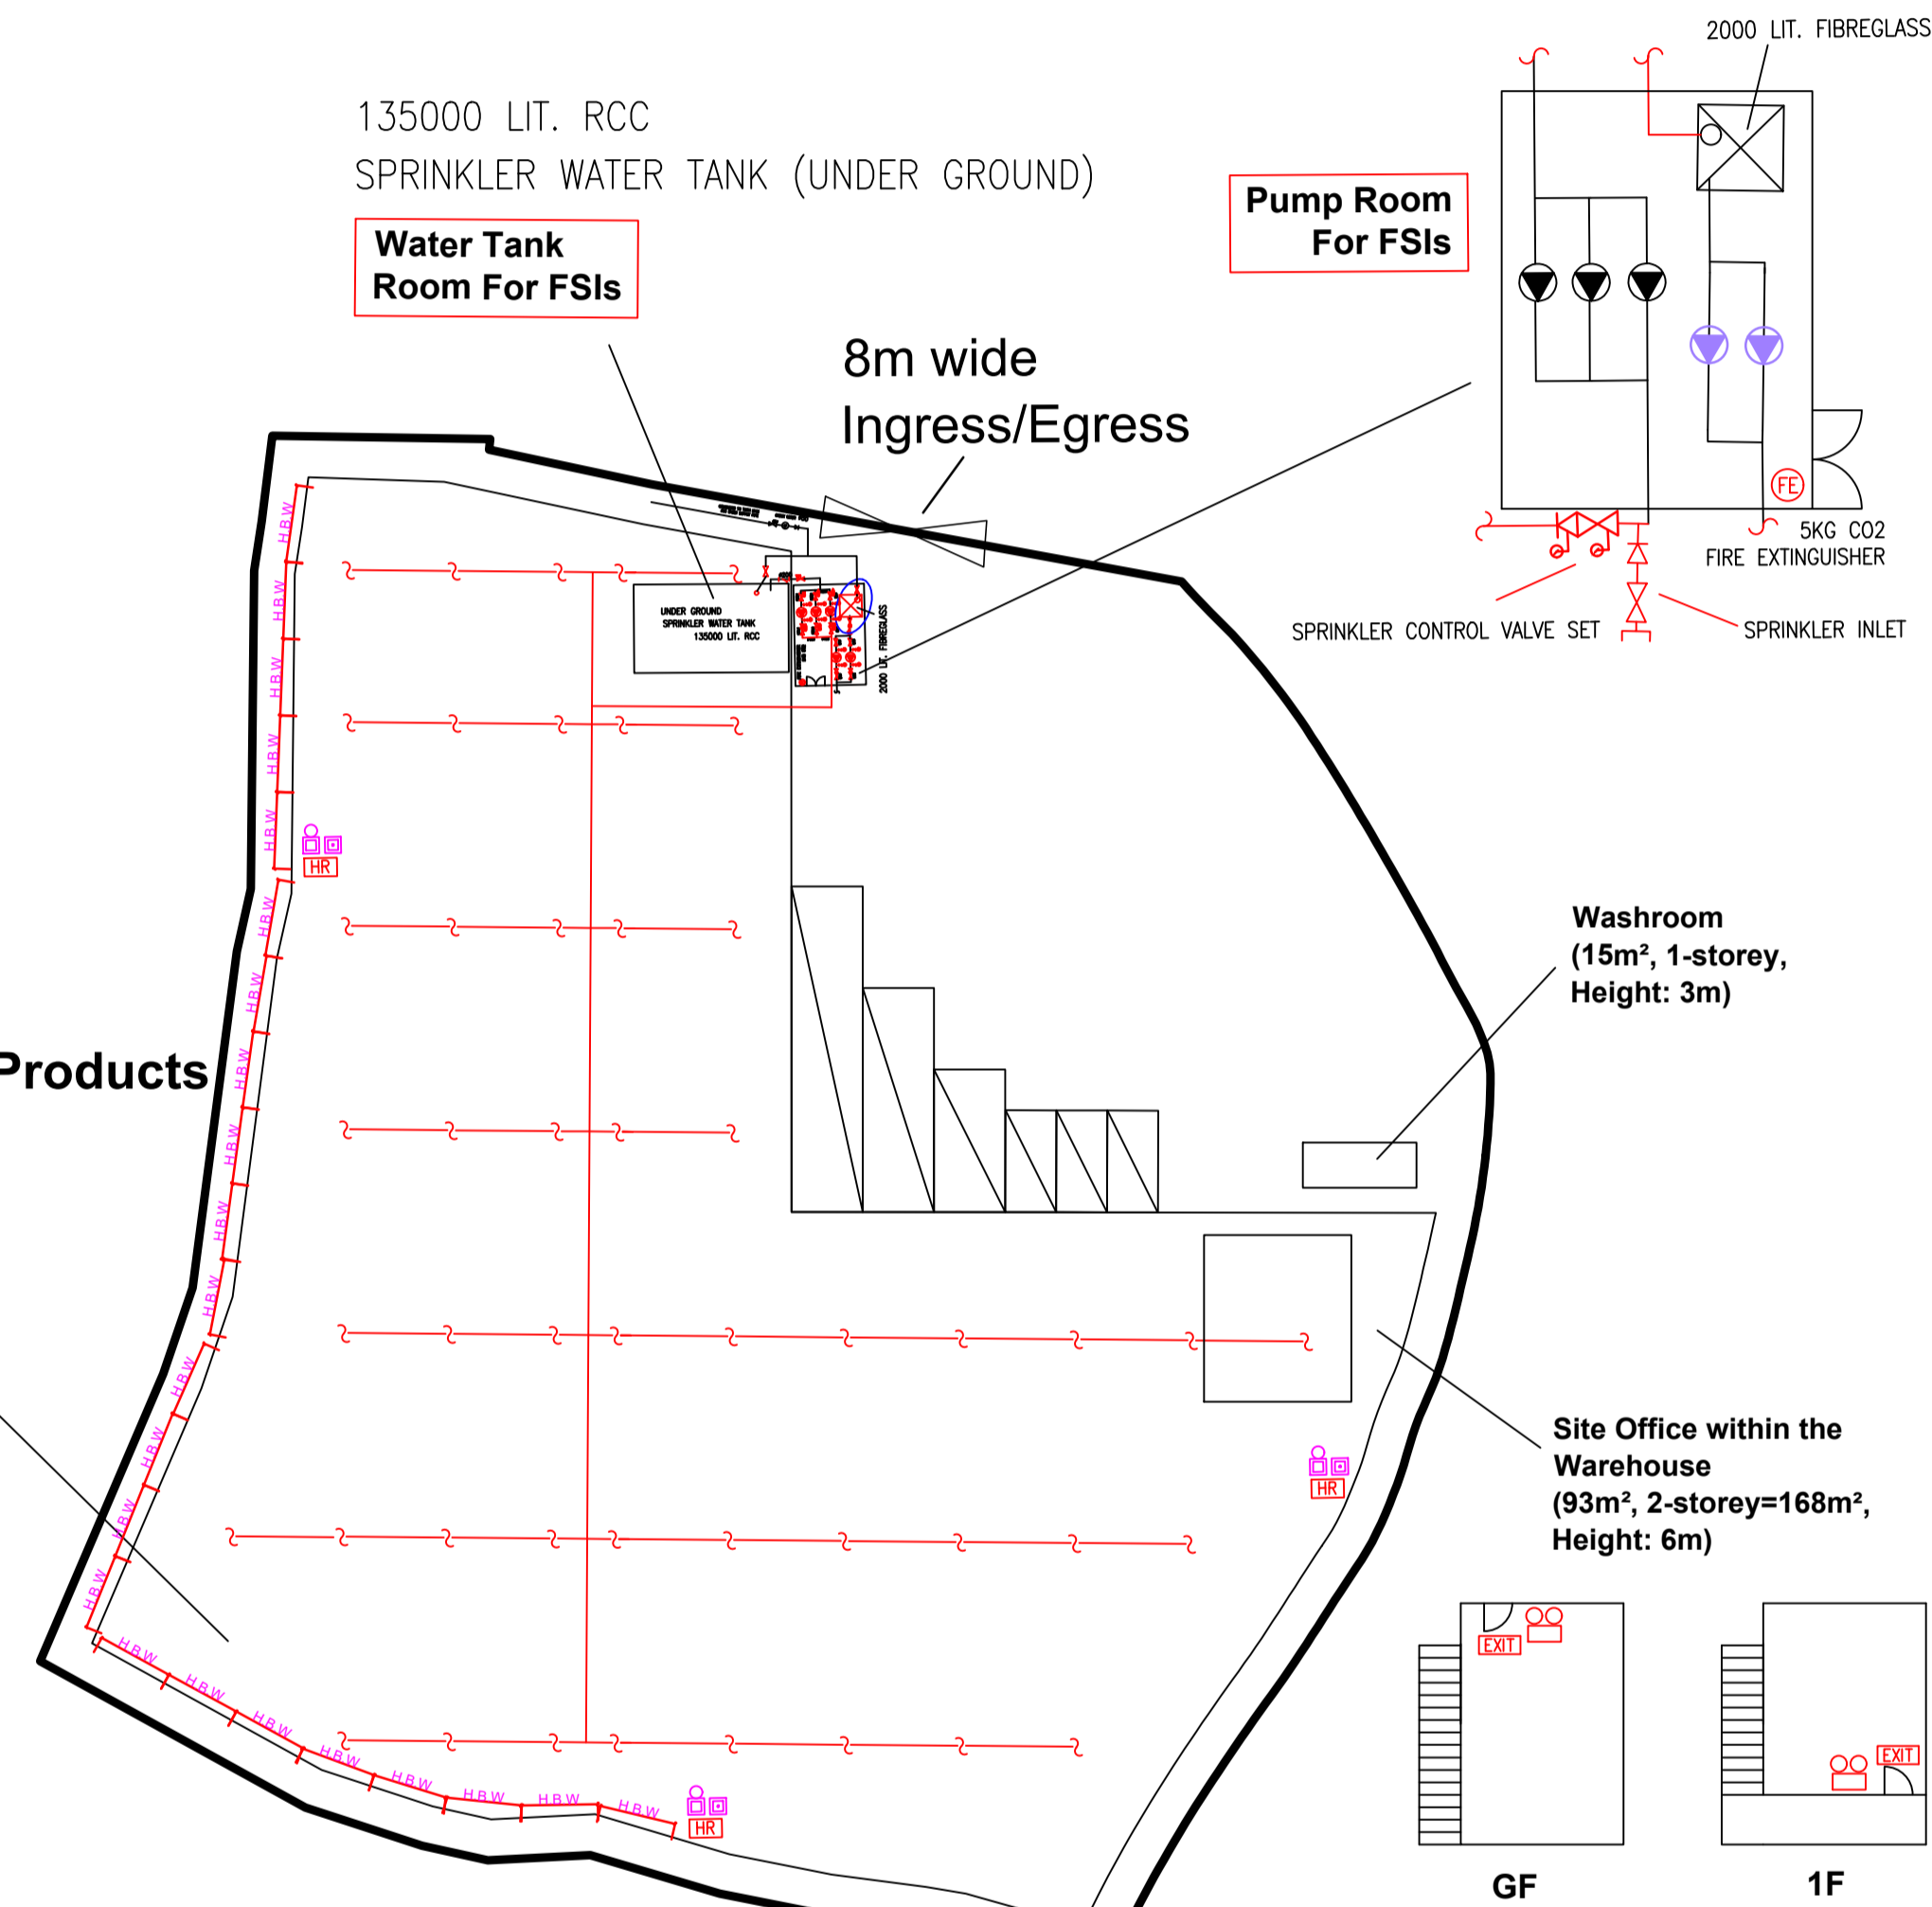 2000 LIT. FIBREGLASS
135000 LIT. RCC
SPRINKLER WATER TANK (UNDER GROUND)
Water Tank
Room For FSIs
Pump Room
For FSIs
8m wide
Ingress/Egress
FE
5KG CO2
FIRE EXTINGUISHER
SPRINKLER CONTROL VALVE SET
SPRINKLER INLET
UNDER GROUND
SPRINKLER WATER TANK
135000 LIT. RCC
2000 LIT. FIBREGLASS
H.B.W
H.B.W
H.B.W
H.B.W
H.B.W
HR
H.B.W
H.B.W
H.B.W
H.B.W
H.B.W
H.B.W
Washroom
(15m², 1-storey,
Height: 3m)
Products
H.B.W
H.B.W
H.B.W
H.B.W
HR
Site Office within the
Warehouse
(93m², 2-storey=168m²,
Height: 6m)
H.B.W
H.B.W
H.B.W
H.B.W
H.B.W
H.B.W
H.B.W
H.B.W
HR
EXIT
EXIT
GF
1F